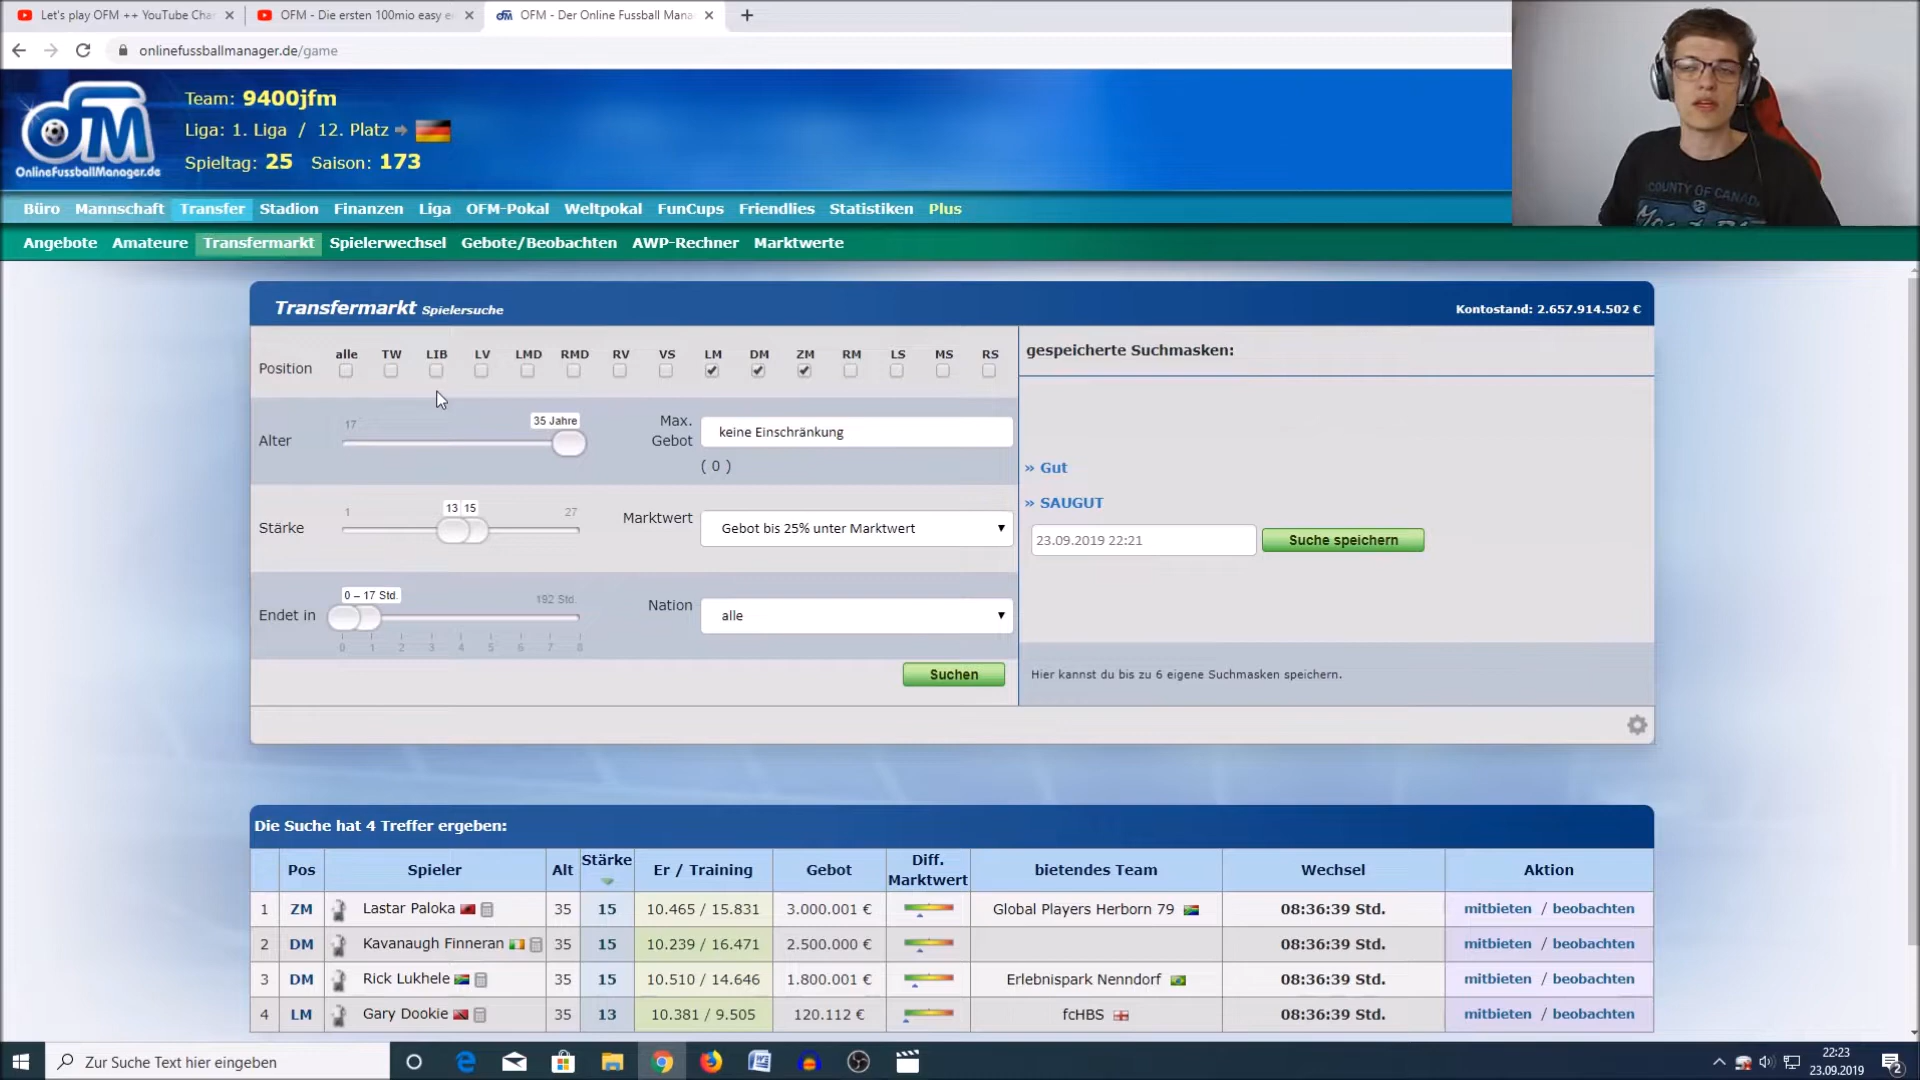 Let's play OFM ++ YouTube Cha
OFM - Die ersten 100mio easy e
OFM - Der Online Fussball Mana
onlinefussballmanager.de/game
OFM
OnlineFussballManager.de
Team: 9400jfm
Liga: 1. Liga / 12. Platz
Spieltag: 25 Saison: 173
COUNTY OF CANADA
Büro Mannschaft Transfer Stadion Finanzen Liga OFM-Pokal Weltpokal FunCups Friendlies Statistiken Plus
Angebote Amateure Transfermarkt Spielerwechsel Gebote/Beobachten AWP-Rechner Marktwerte
Transfermarkt Spielersuche
Kontostand: 2.657.914.502 €
Position alle TW LIB LV LMD RMD RV VS LM DM ZM RM LS MS RS
gespeicherte Suchmasken:
Alter 17 35 Jahre
Max. Gebot keine Einschränkung
( 0 )
» Gut
» SAUGUT
Stärke 1 13 15 27
Marktwert Gebot bis 25% unter Marktwert
23.09.2019 22:21 Suche speichern
Endet in 0 – 17 Std. 192 Std.
0 1 2 3 4 5 6 7 8
Nation alle
Suchen
Hier kannst du bis zu 6 eigene Suchmasken speichern.
Die Suche hat 4 Treffer ergeben:
Pos Spieler Alt Stärke Er / Training Gebot Diff. Marktwert bietendes Team Wechsel Aktion
1 ZM Lastar Paloka 35 15 10.465 / 15.831 3.000.001 € Global Players Herborn 79 08:36:39 Std. mitbieten / beobachten
2 DM Kavanaugh Finneran 35 15 10.239 / 16.471 2.500.000 € 08:36:39 Std. mitbieten / beobachten
3 DM Rick Lukhele 35 15 10.510 / 14.646 1.800.001 € Erlebnispark Nenndorf 08:36:39 Std. mitbieten / beobachten
4 LM Gary Dookie 35 13 10.381 / 9.505 120.112 € fcHBS 08:36:39 Std. mitbieten / beobachten
Zur Suche Text hier eingeben
22:23
23.09.2019
2